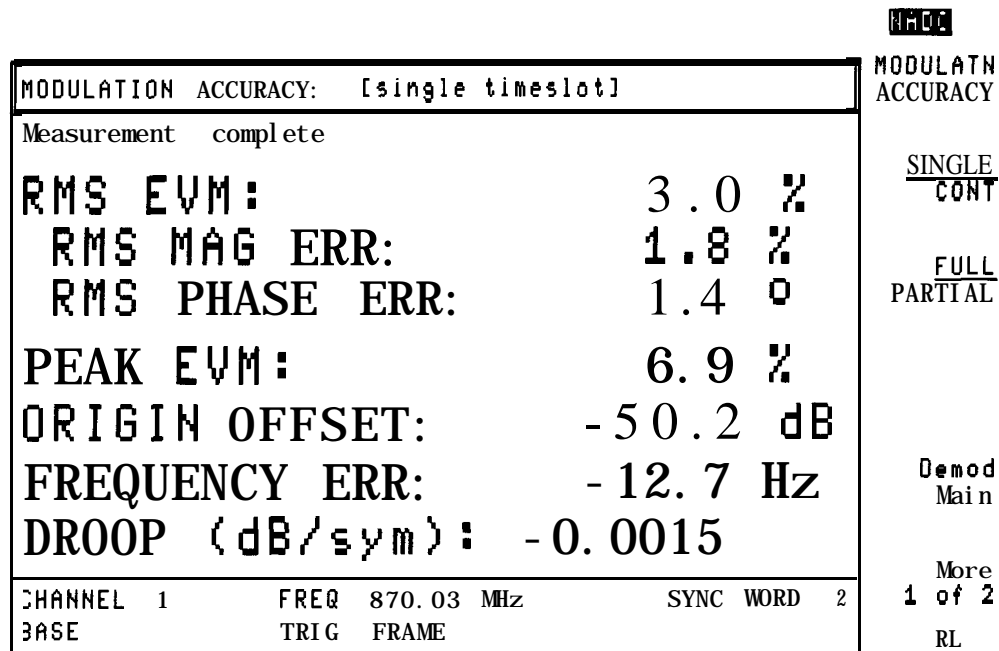 NADC
MODULATION ACCURACY: [single timeslot]
Measurement complete
RMS EVM: 3.0 %
RMS MAG ERR: 1.8 %
RMS PHASE ERR: 1.4 °
PEAK EVM: 6.9 %
ORIGIN OFFSET: -50.2 dB
FREQUENCY ERR: -12.7 Hz
DROOP (dB/sym): -0.0015
CHANNEL 1 FREQ 870.03 MHz SYNC WORD 2
BASE TRIG FRAME
MODULATN
ACCURACY
SINGLE
CONT
FULL
PARTIAL
Demod
Main
More
1 of 2
RL